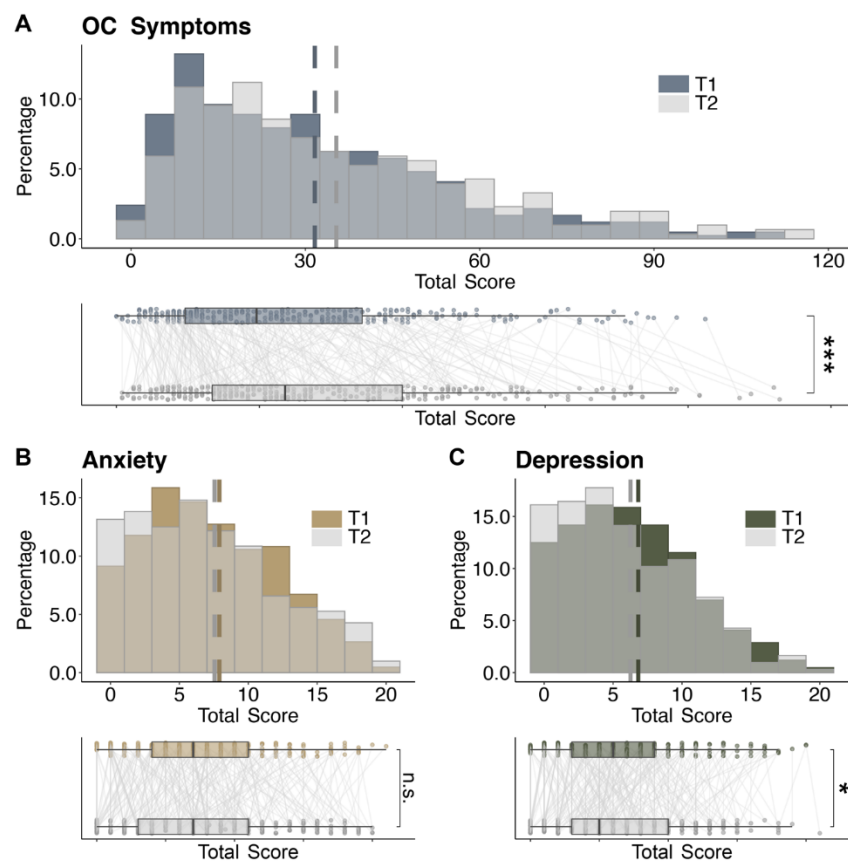 A OC Symptoms
Percentage
10.0
5.0
0.0
T1
T2
0 30 60 90 120
Total Score
***
Total Score
B Anxiety
Percentage
15.0
10.0
5.0
0.0
T1
T2
0 5 10 15 20
Total Score
n.s.
Total Score
C Depression
Percentage
15.0
10.0
5.0
0.0
T1
T2
0 5 10 15 20
Total Score
*
Total Score